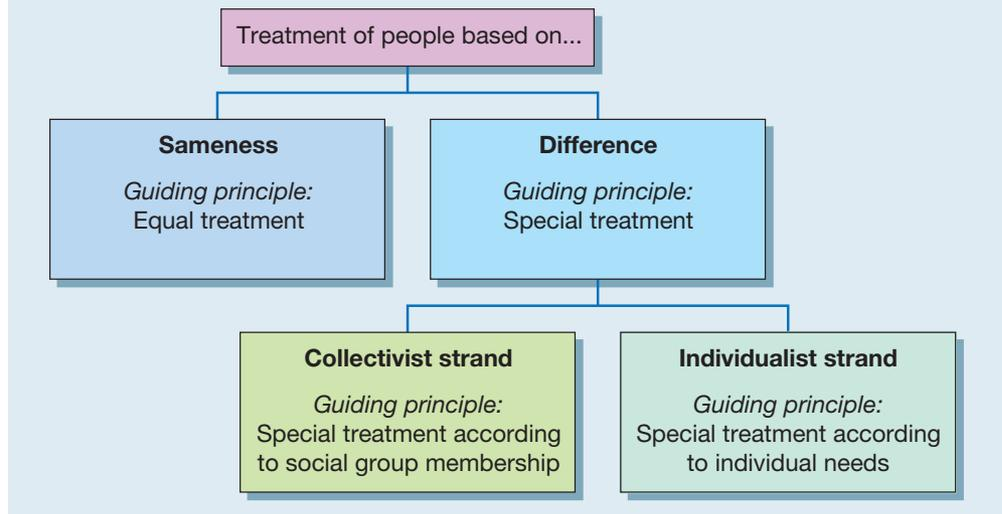 Treatment of people based on...
Sameness
Guiding principle:
Equal treatment
Difference
Guiding principle:
Special treatment
Collectivist strand
Guiding principle:
Special treatment according
to social group membership
Individualist strand
Guiding principle:
Special treatment according
to individual needs